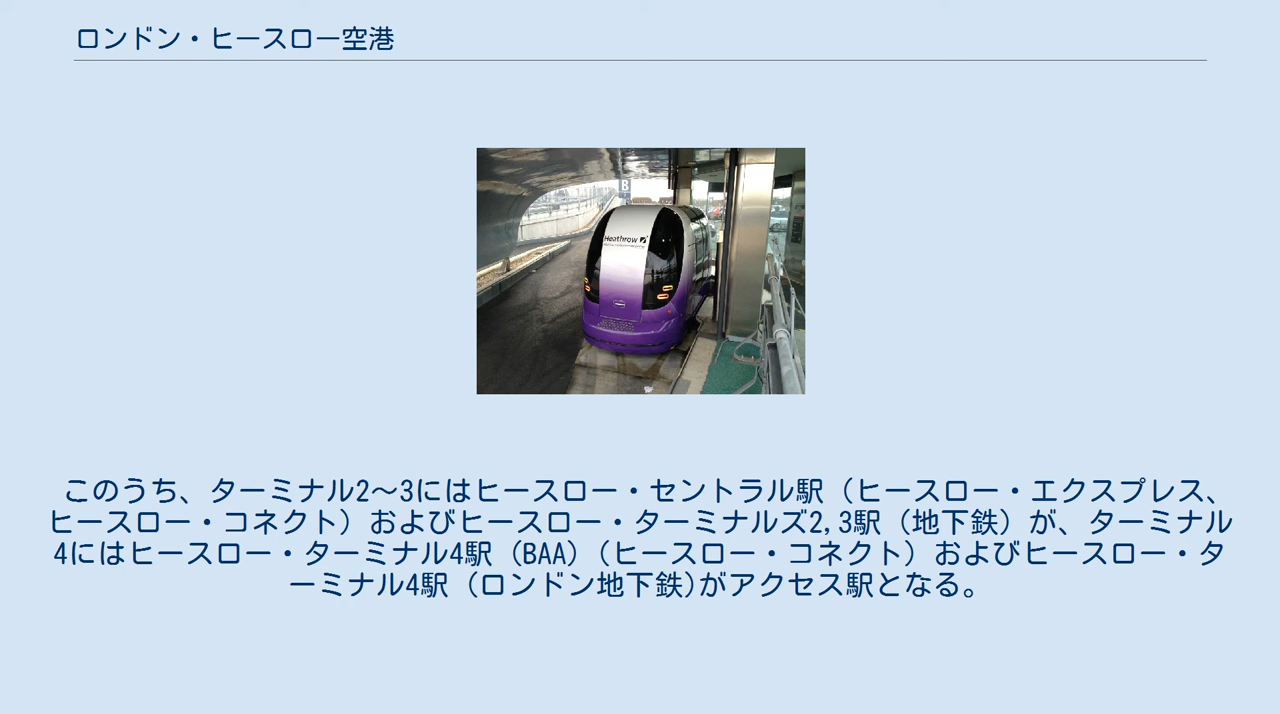 ロンドン・ヒースロー空港
B
Heathrow
このうち、ターミナル2～3にはヒースロー・セントラル駅（ヒースロー・エクスプレス、
ヒースロー・コネクト）およびヒースロー・ターミナルズ2,3駅（地下鉄）が、ターミナル
4にはヒースロー・ターミナル4駅（BAA）（ヒースロー・コネクト）およびヒースロー・タ
ーミナル4駅（ロンドン地下鉄)がアクセス駅となる。